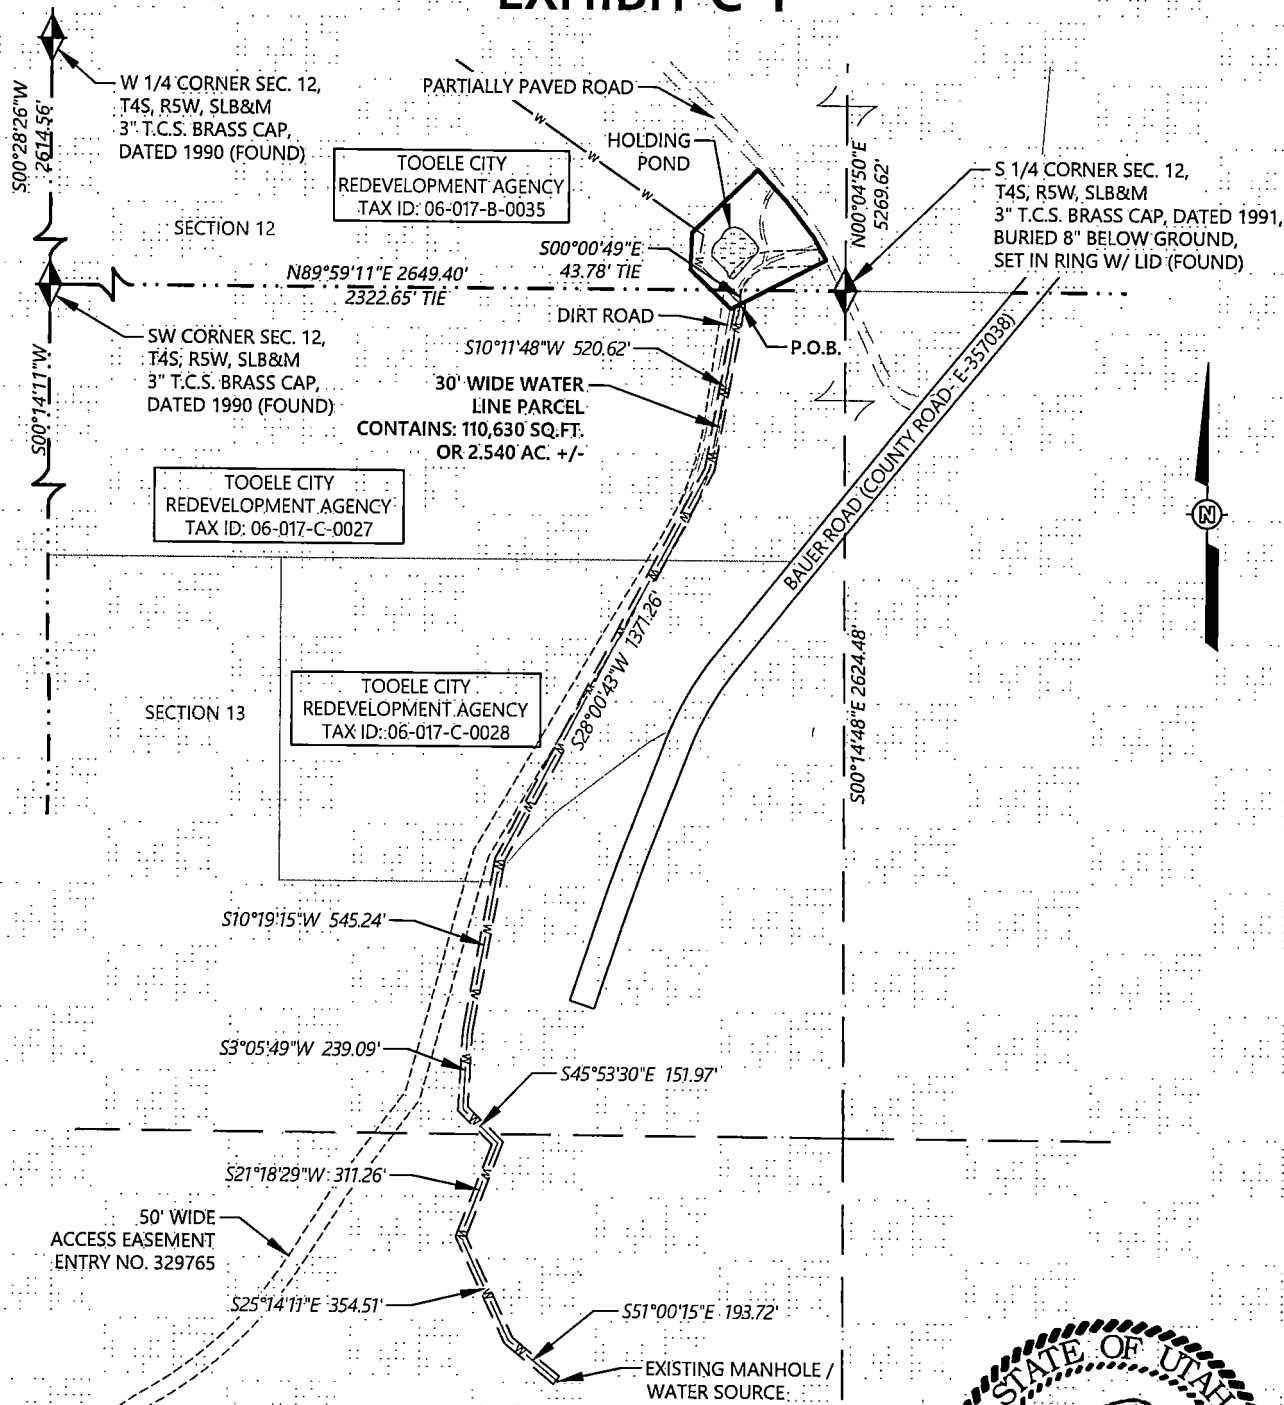 EXHIBIT C-1
W 1/4 CORNER SEC. 12,
T4S, R5W, SLB&M
3" T.C.S. BRASS CAP,
DATED 1990 (FOUND)
S00°28'26"W
2614.56'
PARTIALLY PAVED ROAD
HOLDING
POND
TOOELE CITY
REDEVELOPMENT AGENCY
TAX ID: 06-017-B-0035
N00°04'50"E
5269.62'
S 1/4 CORNER SEC. 12,
T4S, R5W, SLB&M
3" T.C.S. BRASS CAP, DATED 1991,
BURIED 8" BELOW GROUND,
SET IN RING W/ LID (FOUND)
SECTION 12
S00°00'49"E
43.78' TIE
N89°59'11"E 2649.40'
2322.65' TIE
DIRT ROAD
P.O.B.
SW CORNER SEC. 12,
T4S, R5W, SLB&M
3" T.C.S. BRASS CAP,
DATED 1990 (FOUND)
S10°11'48"W 520.62'
30' WIDE WATER
LINE PARCEL
CONTAINS: 110,630 SQ.FT.
OR 2.540 AC. +/-
S00°14'11"W
BAUER ROAD (COUNTY ROAD- E-357038)
TOOELE CITY
REDEVELOPMENT AGENCY
TAX ID: 06-017-C-0027
N
S28°00'43"W 1371.26'
S00°14'48"E 2624.48'
TOOELE CITY
REDEVELOPMENT AGENCY
TAX ID: 06-017-C-0028
SECTION 13
S10°19'15"W 545.24'
S3°05'49"W 239.09'
S45°53'30"E 151.97'
S21°18'29"W 311.26'
50' WIDE
ACCESS EASEMENT
ENTRY NO. 329765
S25°14'11"E 354.51'
S51°00'15"E 193.72'
EXISTING MANHOLE /
WATER SOURCE
STATE OF UTAH